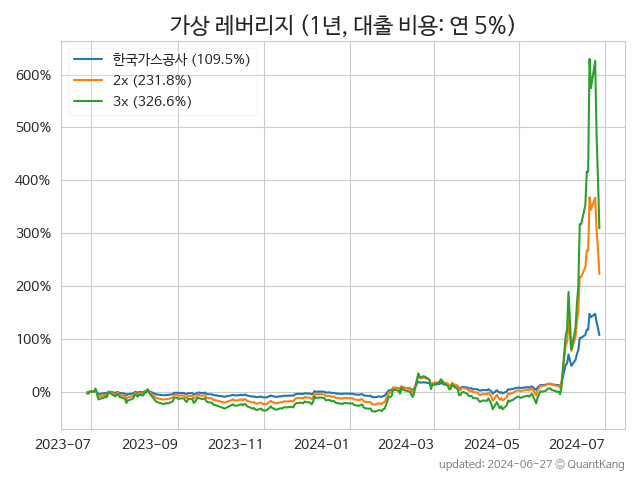 가상 레버리지 (1년, 대출 비용: 연 5%)
한국가스공사 (109.5%)
2x (231.8%)
3x (326.6%)
600%
500%
400%
300%
200%
100%
0%
2023-07 2023-09 2023-11 2024-01 2024-03 2024-05 2024-07
updated: 2024-06-27 © QuantKang